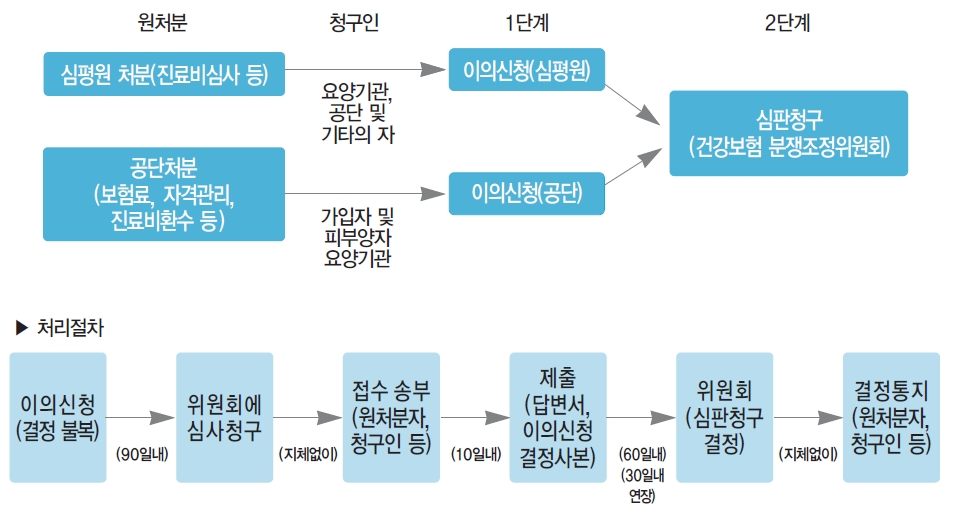 원처분
청구인
1단계
2단계
심평원 처분(진료비심사 등)
요양기관,
공단 및
기타의 자
이의신청(심평원)
심판청구
(건강보험 분쟁조정위원회)
공단처분
(보험료, 자격관리,
진료비환수 등)
가입자 및
피부양자
요양기관
이의신청(공단)
▶ 처리절차
이의신청
(결정 불복)
(90일내)
위원회에
심사청구
(지체없이)
접수 송부
(원처분자,
청구인 등)
(10일내)
제출
(답변서,
이의신청
결정사본)
(60일내)
(30일내
연장)
위원회
(심판청구
결정)
(지체없이)
결정통지
(원처분자,
청구인 등)